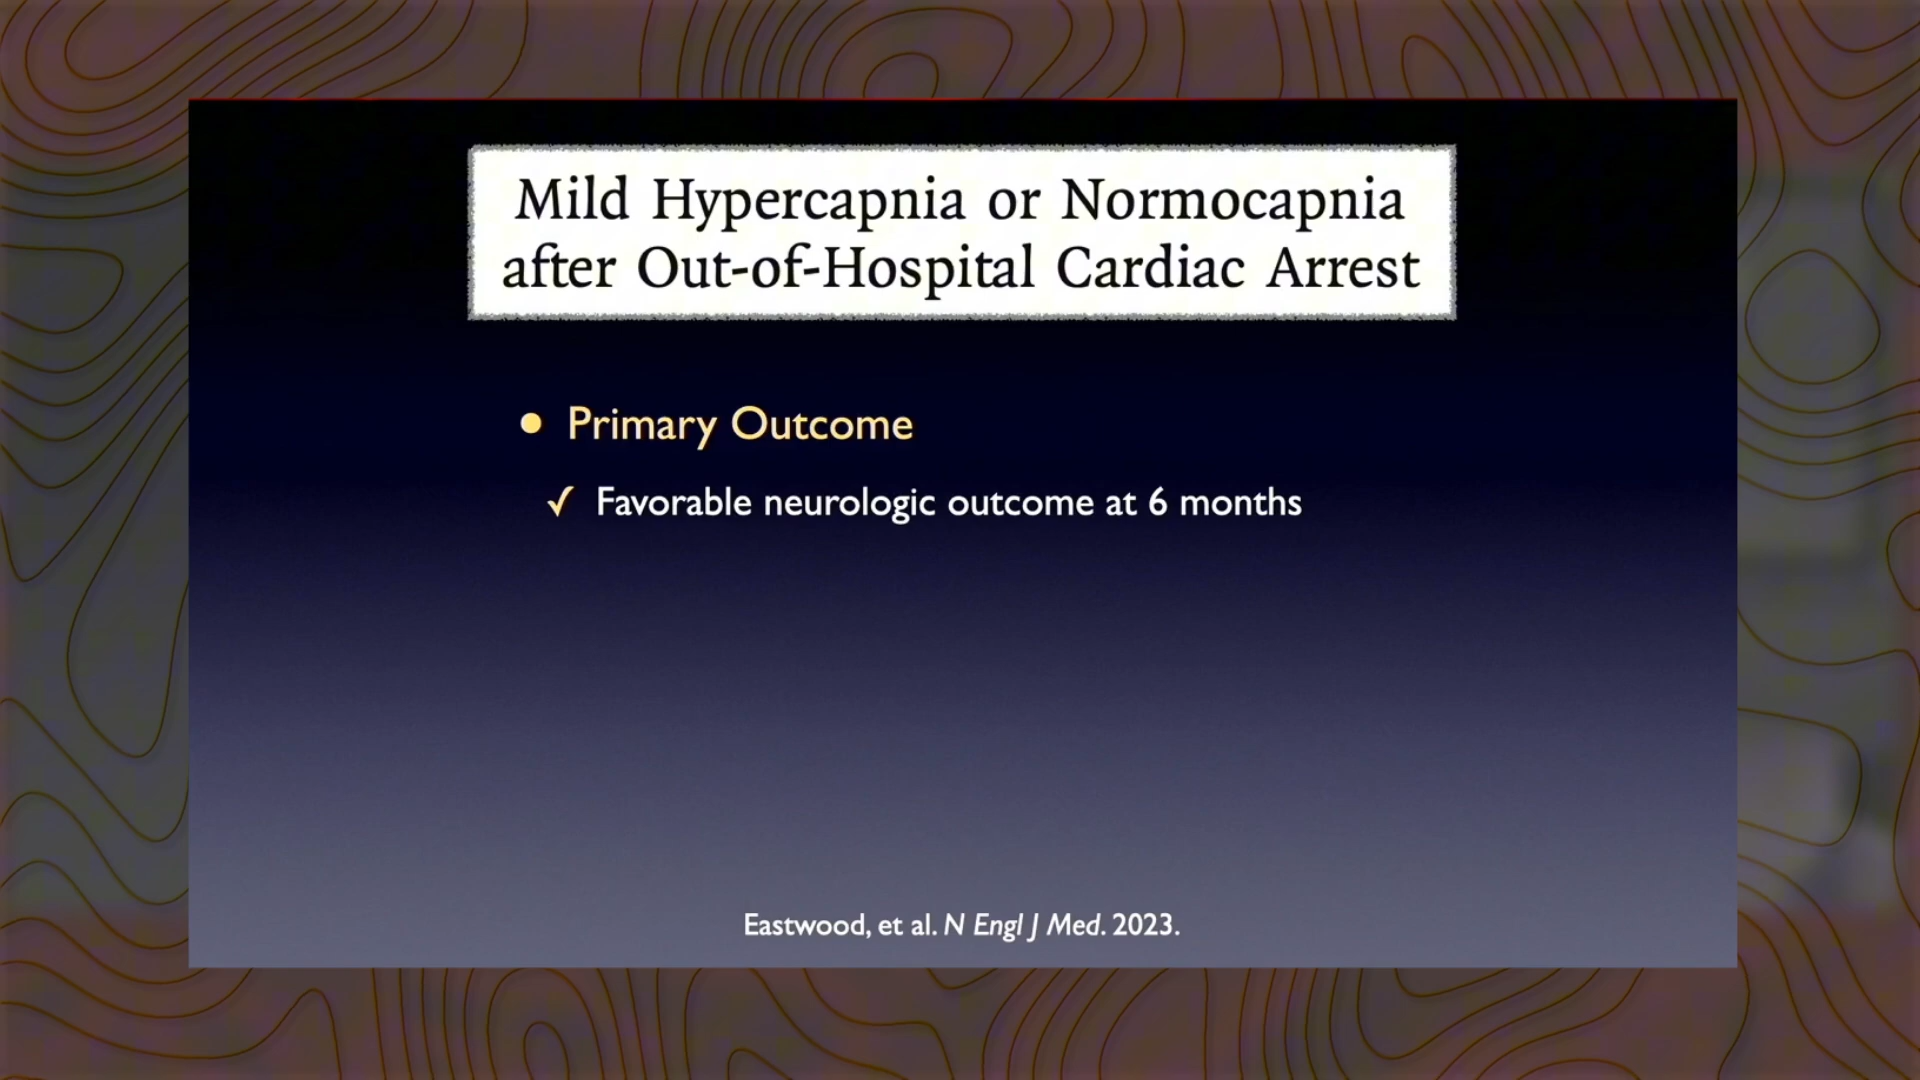 Mild Hypercapnia or Normocapnia
after Out-of-Hospital Cardiac Arrest
• Primary Outcome
✓ Favorable neurologic outcome at 6 months
Eastwood, et al. N Engl J Med. 2023.